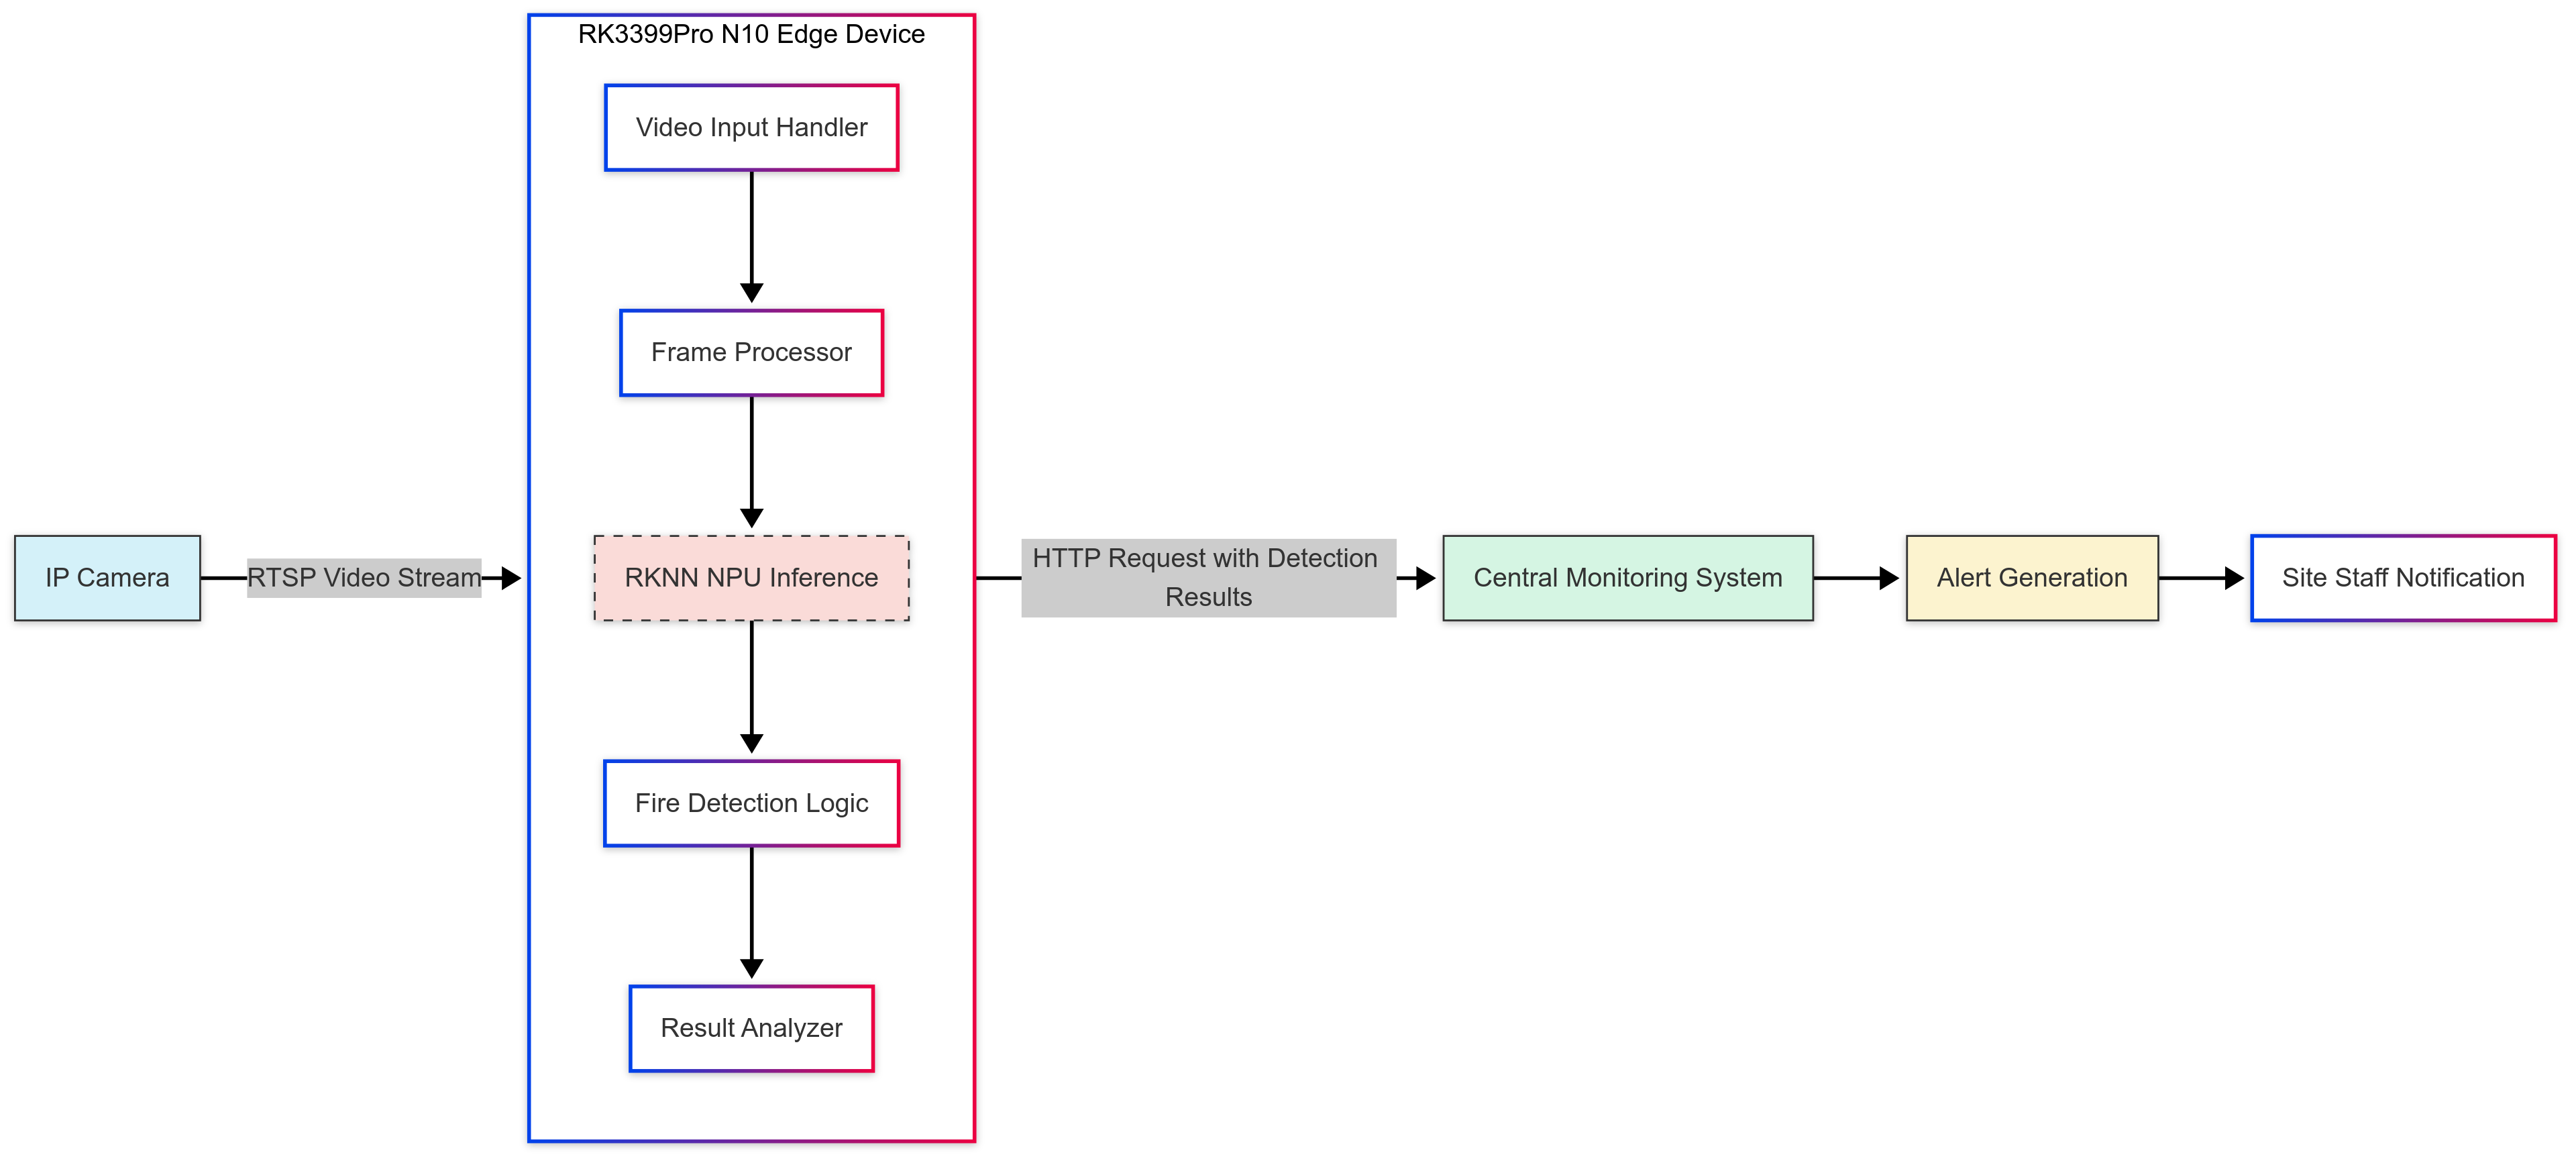 RK3399Pro N10 Edge Device
Video Input Handler
Frame Processor
IP Camera
RTSP Video Stream
RKNN NPU Inference
HTTP Request with Detection
Results
Central Monitoring System
Alert Generation
Site Staff Notification
Fire Detection Logic
Result Analyzer